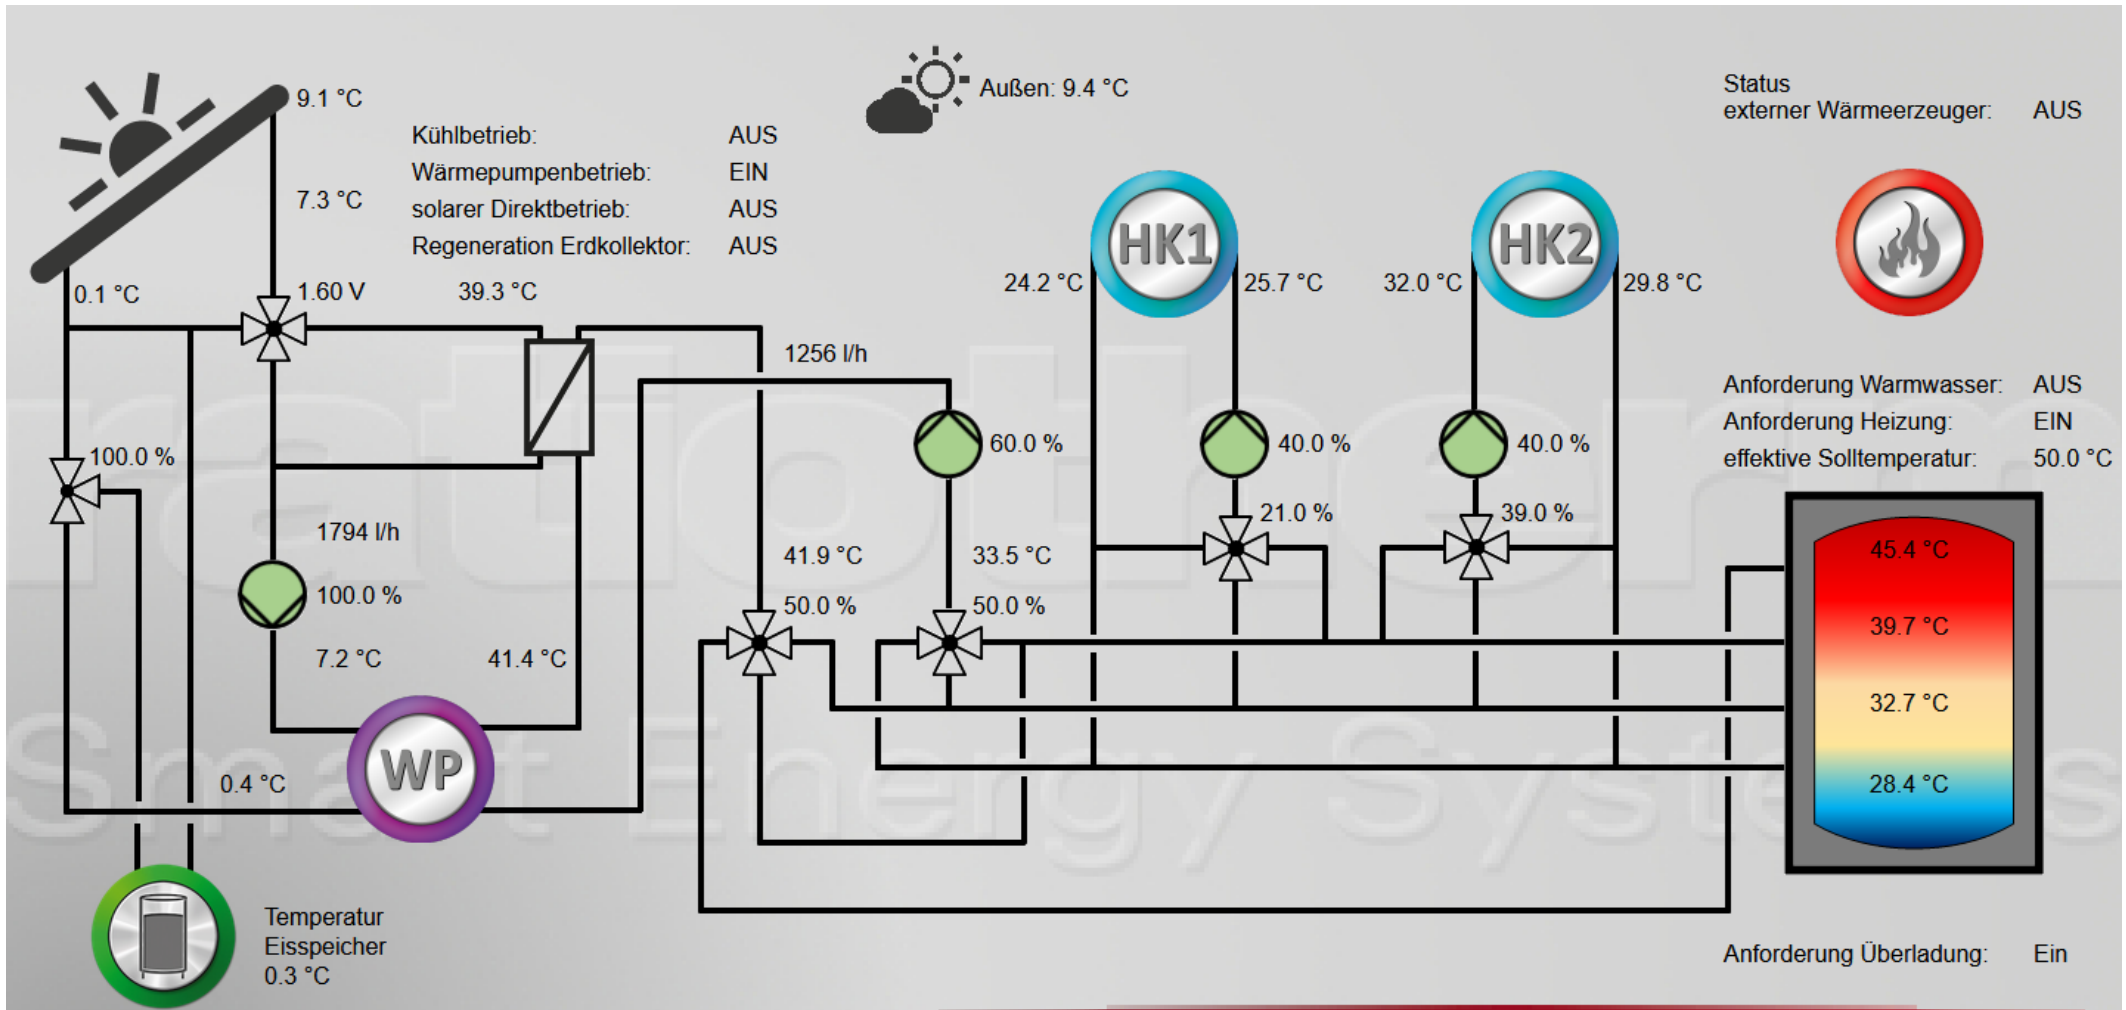 9.1 °C
Außen: 9.4 °C
Status
externer Wärmeerzeuger: AUS
Kühlbetrieb: AUS
Wärmepumpenbetrieb: EIN
solarer Direktbetrieb: AUS
Regeneration Erdkollektor: AUS
7.3 °C
HK1
HK2
0.1 °C
1.60 V
39.3 °C
24.2 °C
25.7 °C
32.0 °C
29.8 °C
1256 l/h
Anforderung Warmwasser: AUS
Anforderung Heizung: EIN
effektive Solltemperatur: 50.0 °C
100.0 %
60.0 %
40.0 %
40.0 %
21.0 %
39.0 %
1794 l/h
41.9 °C
33.5 °C
45.4 °C
100.0 %
50.0 %
50.0 %
39.7 °C
7.2 °C
41.4 °C
32.7 °C
WP
0.4 °C
28.4 °C
ratiotherm
Smart Energy Systems
Temperatur
Eisspeicher
0.3 °C
Anforderung Überladung: Ein